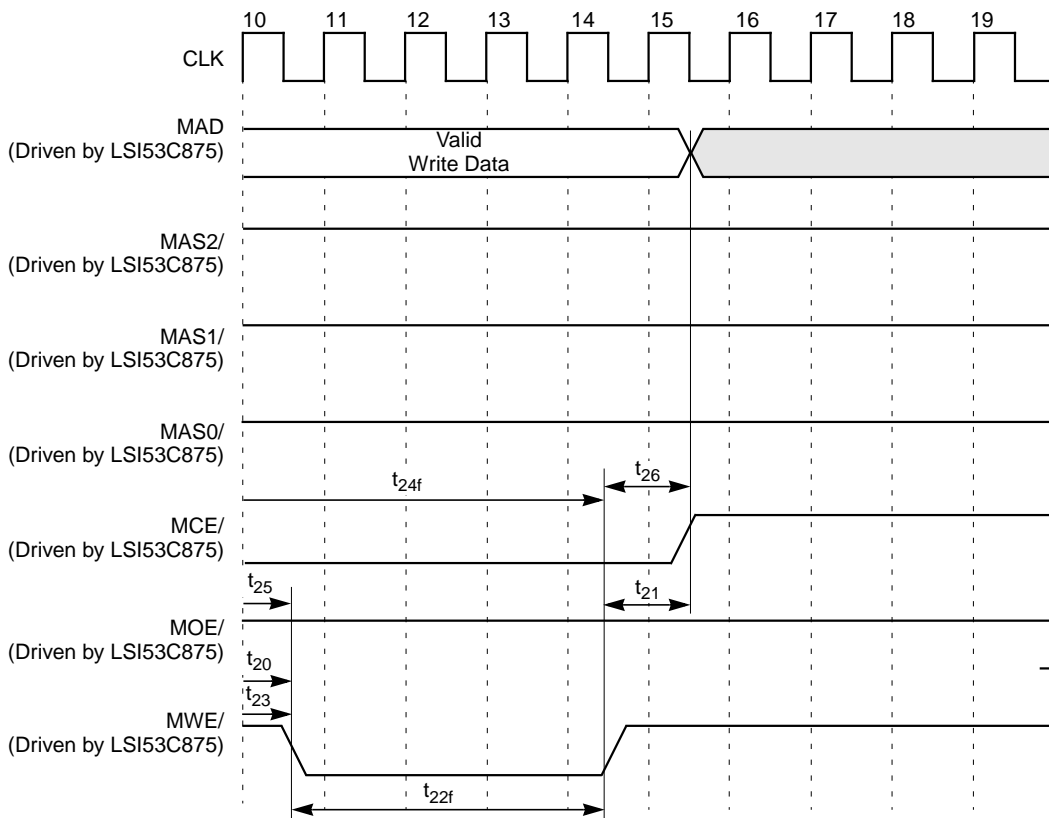 10 11 12 13 14 15 16 17 18 19
CLK
MAD
(Driven by LSI53C875)
Valid
Write Data
MAS2/
(Driven by LSI53C875)
MAS1/
(Driven by LSI53C875)
MAS0/
(Driven by LSI53C875)
t24f
t26
MCE/
(Driven by LSI53C875)
t25
t21
MOE/
(Driven by LSI53C875)
t20
t23
MWE/
(Driven by LSI53C875)
t22f